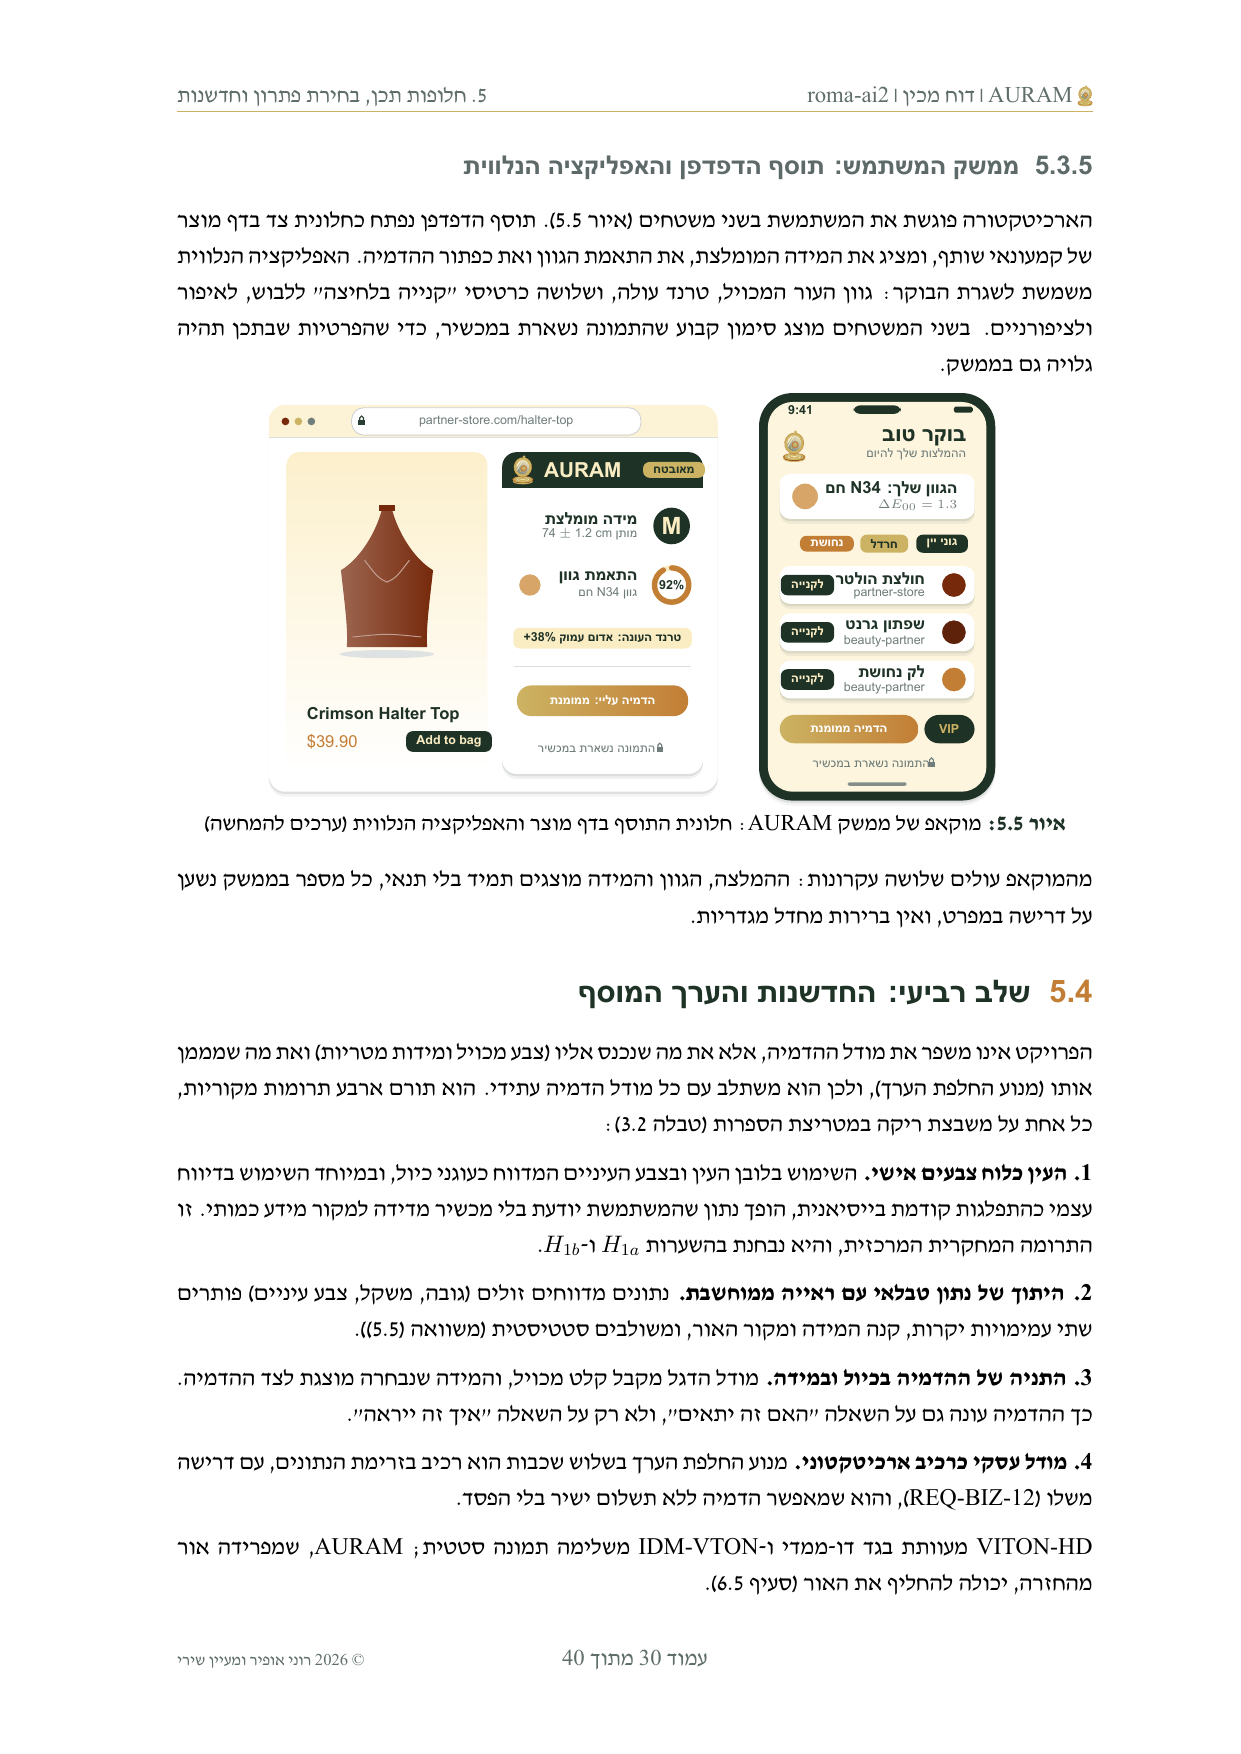 AURAM | דוח מכין | roma-ai2
5. חלופות תכן, בחירת פתרון וחדשנות
5.3.5 ממשק המשתמש: תוסף הדפדפן והאפליקציה הנלווית
הארכיטקטורה פוגשת את המשתמשת בשני משטחים (איור 5.5). תוסף הדפדפן נפתח כחלונית צד בדף מוצר
של קמעונאי שותף, ומציג את המידה המומלצת, את התאמת הגוון ואת כפתור ההדמיה. האפליקציה הנלווית
משמשת לשגרת הבוקר: גוון העור המכויל, טרנד עולה, ושלושה כרטיסי ״קנייה בלחיצה״ ללבוש, לאיפור
ולציפורניים. בשני המשטחים מוצג סימון קבוע שהתמונה נשארת במכשיר, כדי שהפרטיות שבתכן תהיה
גלויה גם בממשק.
9:41
בוקר טוב
ההמלצות שלך להיום
הגוון שלך: N34 חם
ΔE₀₀ = 1.3
גוני יין
חרדל
נחושת
חולצת הולטר
partner-store
לקנייה
שפתון גרנט
beauty-partner
לקנייה
לק נחושת
beauty-partner
לקנייה
VIP
הדמיה ממומנת
התמונה נשארת במכשיר
partner-store.com/halter-top
AURAM
מאובטח
M
מידה מומלצת
מותן 74 ± 1.2 cm
92%
התאמת גוון
גוון N34 חם
טרנד העונה: אדום עמוק 38%+
הדמיה עליי: ממומנת
התמונה נשארת במכשיר
Crimson Halter Top
$39.90
Add to bag
איור 5.5: מוקאפ של ממשק AURAM: חלונית התוסף בדף מוצר והאפליקציה הנלווית (ערכים להמחשה)
מהמוקאפ עולים שלושה עקרונות: ההמלצה, הגוון והמידה מוצגים תמיד בלי תנאי, כל מספר בממשק נשען
על דרישה במפרט, ואין ברירות מחדל מגדריות.
5.4 שלב רביעי: החדשנות והערך המוסף
הפרויקט אינו משפר את מודל ההדמיה, אלא את מה שנכנס אליו (צבע מכויל ומידות מטריות) ואת מה שמממן
אותו (מנוע החלפת הערך), ולכן הוא משתלב עם כל מודל הדמיה עתידי. הוא תורם ארבע תרומות מקוריות,
כל אחת על משבצת ריקה במטריצת הספרות (טבלה 3.2):
1. העין כלוח צבעים אישי. השימוש בלובן העין ובצבע העיניים המדווח כעוגני כיול, ובמיוחד השימוש בדיווח
עצמי כהתפלגות קודמת בייסיאנית, הופך נתון שהמשתמשת יודעת בלי מכשיר מדידה למקור מידע כמותי. זו
התרומה המחקרית המרכזית, והיא נבחנת בהשערות H₁ₐ ו-H₁b.
2. היתוך של נתון טבלאי עם ראייה ממוחשבת. נתונים מדווחים זולים (גובה, משקל, צבע עיניים) פותרים
שתי עמימויות יקרות, קנה המידה ומקור האור, ומשולבים סטטיסטית (משוואה (5.5)).
3. התניה של ההדמיה בכיול ובמידה. מודל הדגל מקבל קלט מכויל, והמידה שנבחרה מוצגת לצד ההדמיה.
כך ההדמיה עונה גם על השאלה ״האם זה יתאים״, ולא רק על השאלה ״איך זה ייראה״.
4. מודל עסקי כרכיב ארכיטקטוני. מנוע החלפת הערך בשלוש שכבות הוא רכיב בזרימת הנתונים, עם דרישה
משלו (REQ-BIZ-12), והוא שמאפשר הדמיה ללא תשלום ישיר בלי הפסד.
VITON-HD מעוותת בגד דו-ממדי ו-IDM-VTON משלימה תמונה סטטית; AURAM, שמפרידה אור
מהחזרה, יכולה להחליף את האור (סעיף 6.5).
עמוד 30 מתוך 40
© 2026 רוני אופיר ומעיין שירי